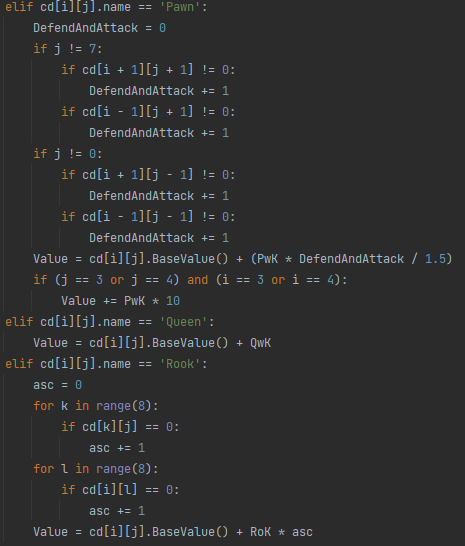 elif cd[i][j].name == 'Pawn':
    DefendAndAttack = 0
    if j != 7:
        if cd[i + 1][j + 1] != 0:
            DefendAndAttack += 1
        if cd[i - 1][j + 1] != 0:
            DefendAndAttack += 1
    if j != 0:
        if cd[i + 1][j - 1] != 0:
            DefendAndAttack += 1
        if cd[i - 1][j - 1] != 0:
            DefendAndAttack += 1
    Value = cd[i][j].BaseValue() + (PwK * DefendAndAttack / 1.5)
    if (j == 3 or j == 4) and (i == 3 or i == 4):
        Value += PwK * 10
elif cd[i][j].name == 'Queen':
    Value = cd[i][j].BaseValue() + QwK
elif cd[i][j].name == 'Rook':
    asc = 0
    for k in range(8):
        if cd[k][j] == 0:
            asc += 1
    for l in range(8):
        if cd[i][l] == 0:
            asc += 1
    Value = cd[i][j].BaseValue() + RoK * asc